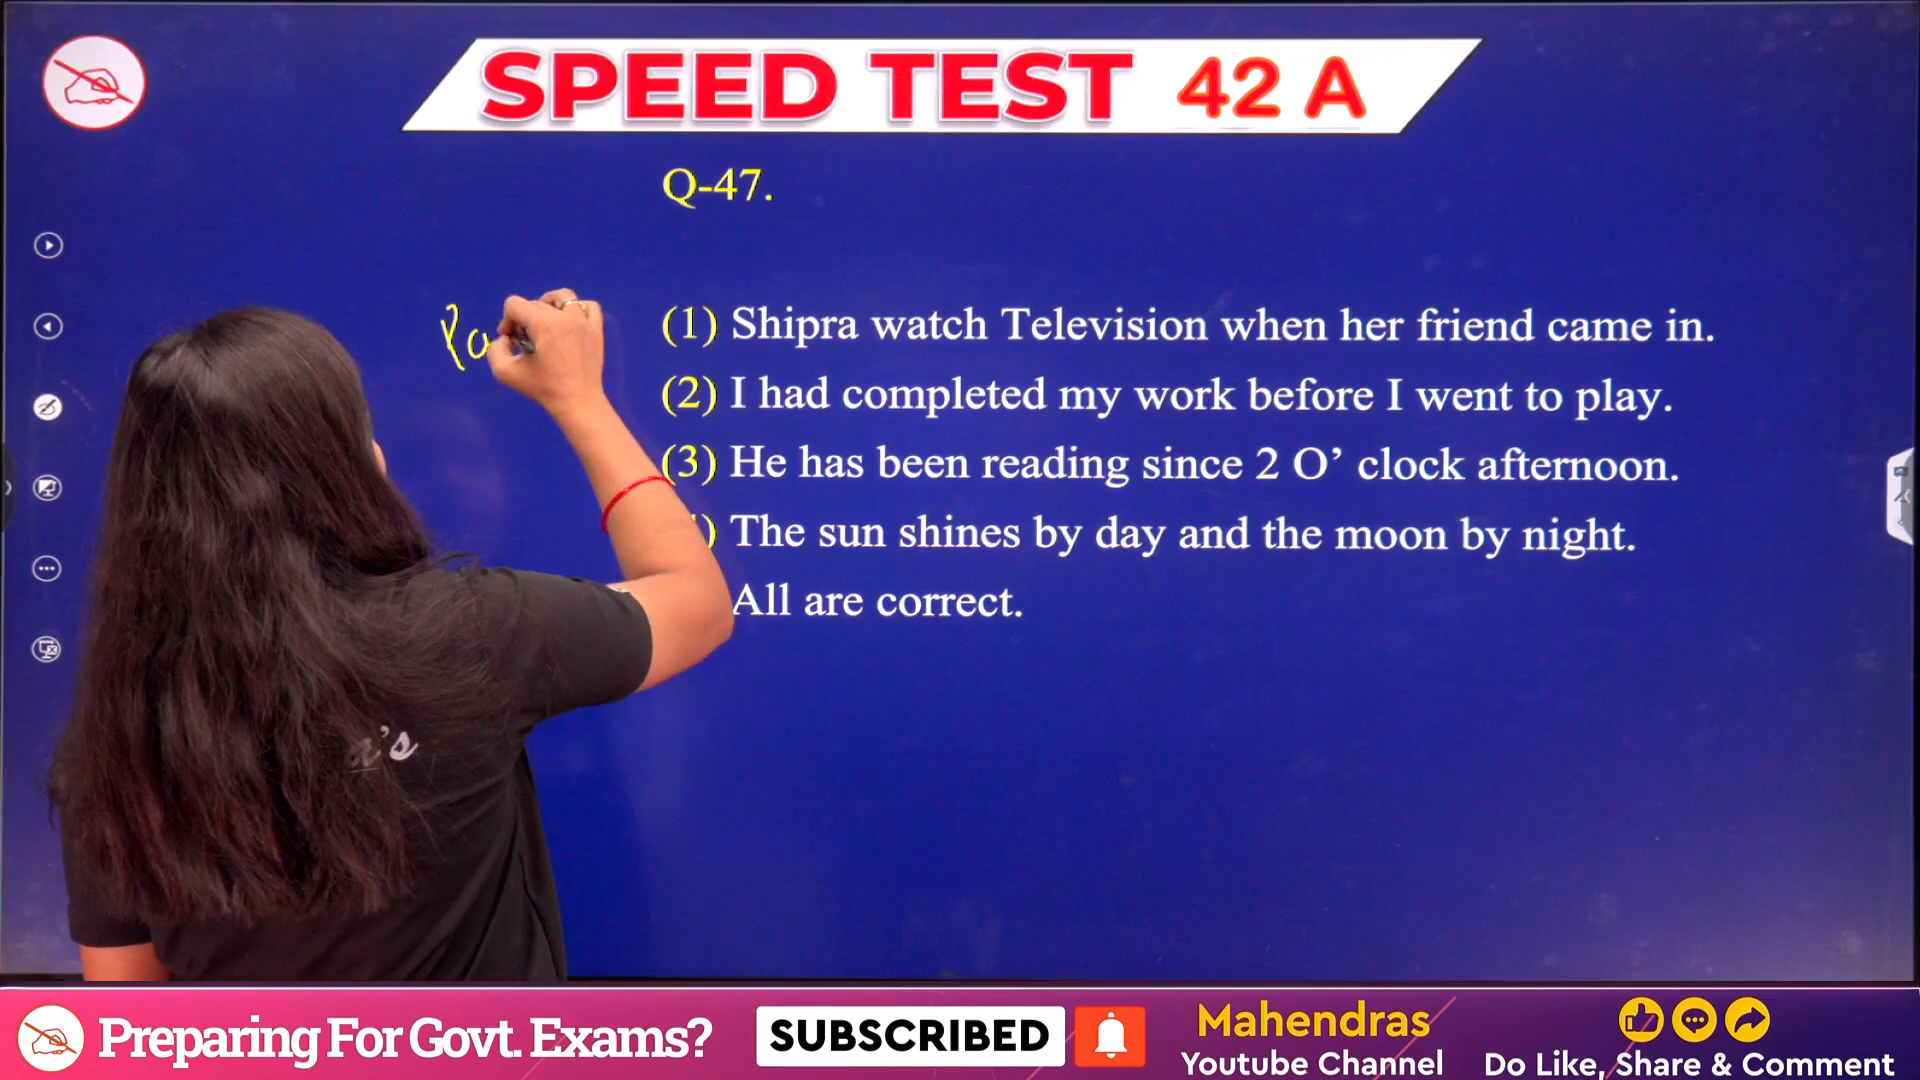 SPEED TEST 42 A
Q-47.
(1) Shipra watch Television when her friend came in.
(2) I had completed my work before I went to play.
(3) He has been reading since 2 O’ clock afternoon.
) The sun shines by day and the moon by night.
All are correct.
Pa
a's
Preparing For Govt. Exams?
SUBSCRIBED
Mahendras
Youtube Channel
Do Like, Share & Comment